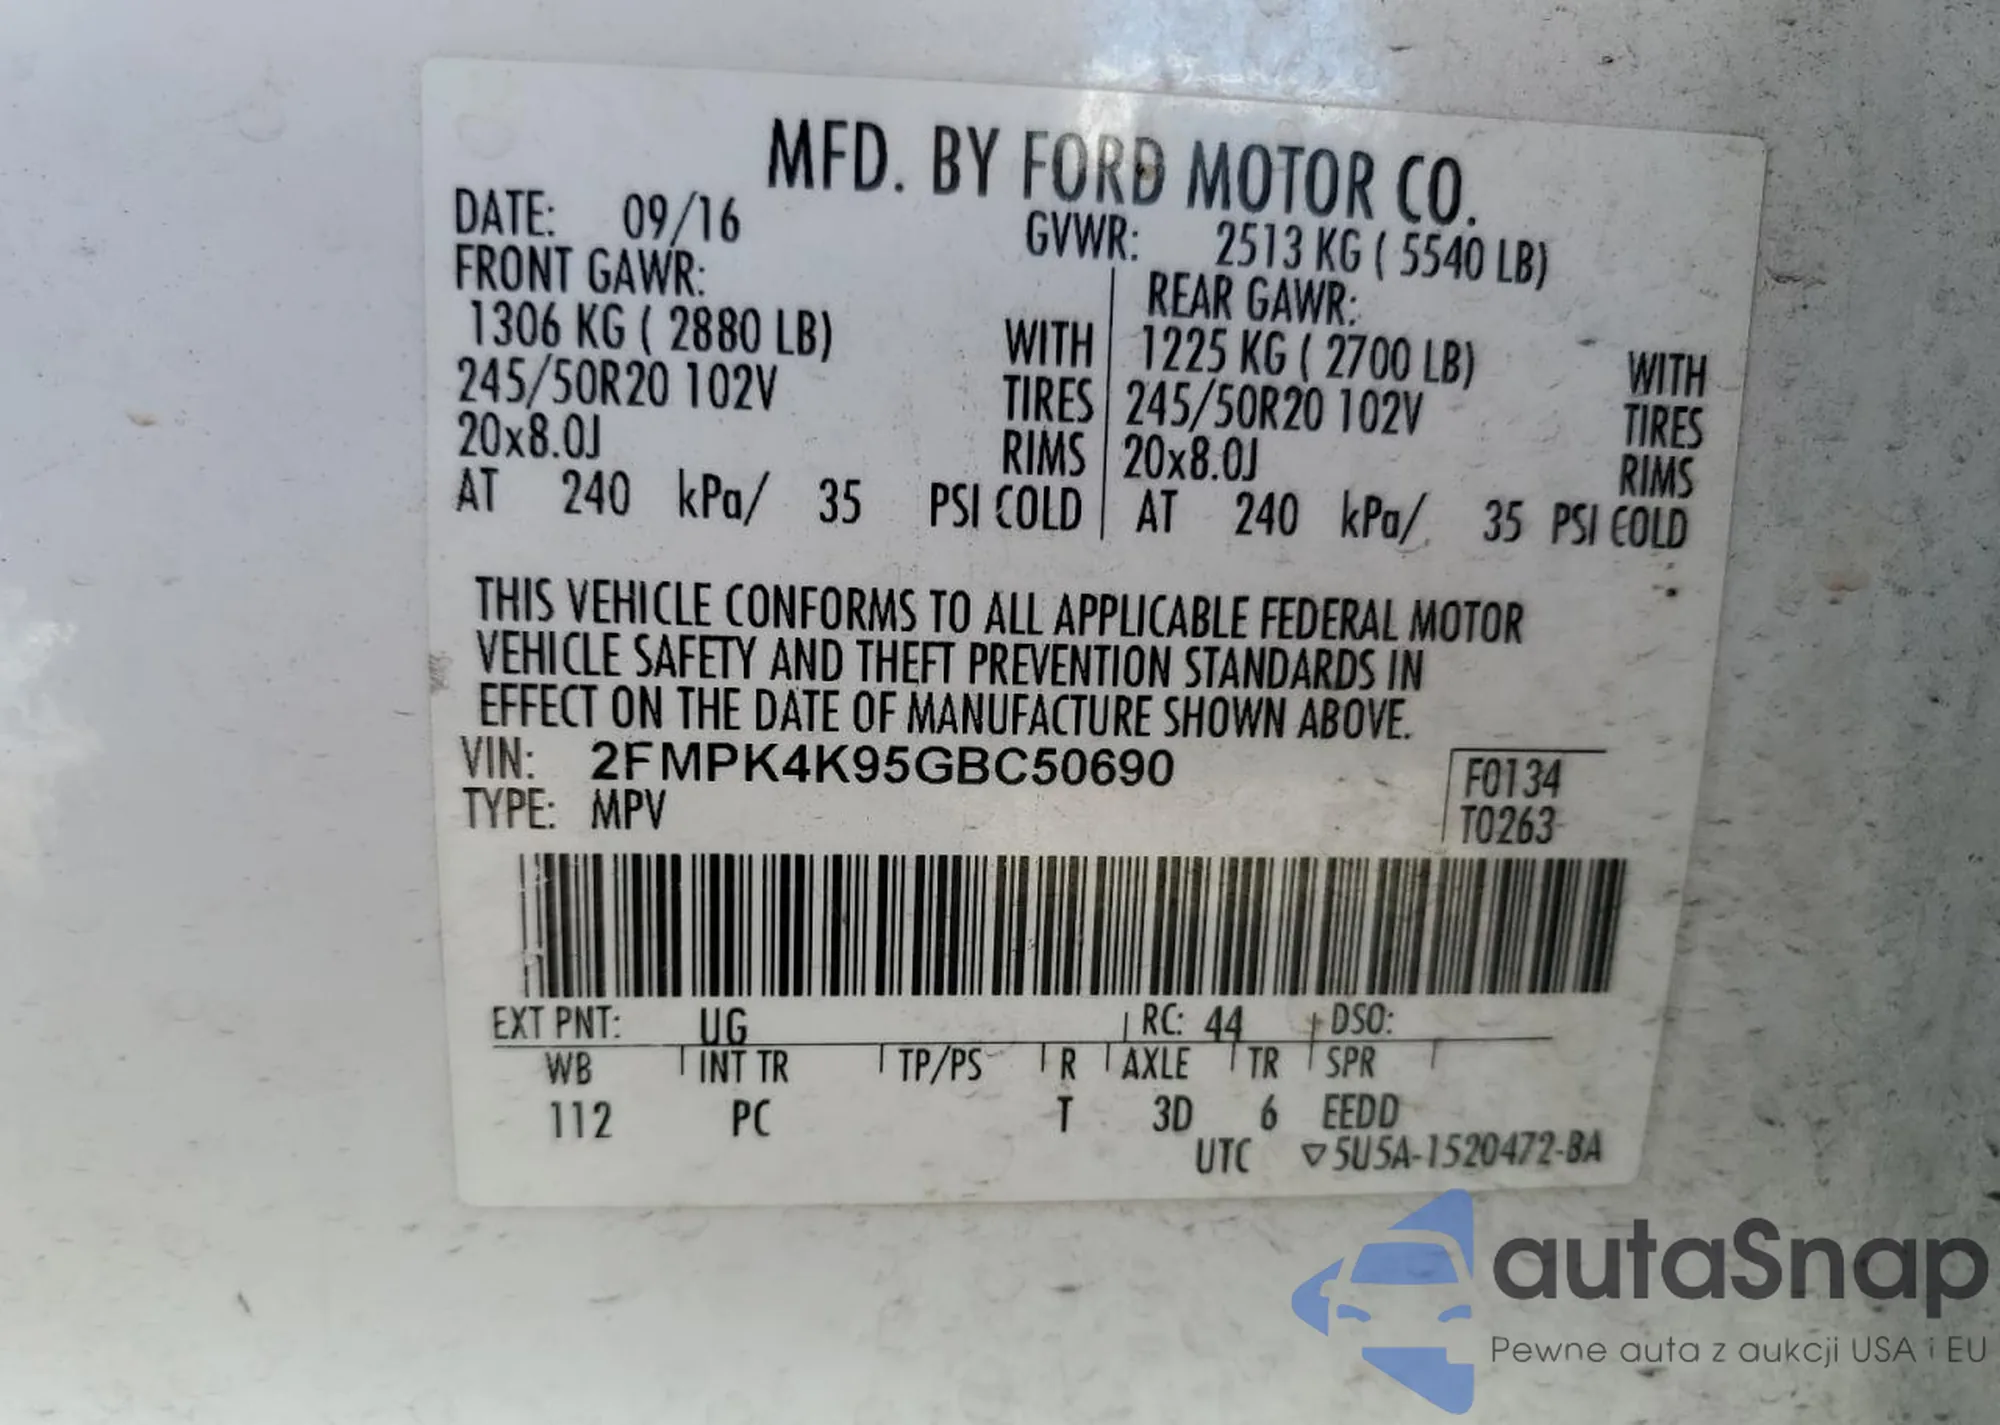 MFD. BY FORD MOTOR CO.
DATE: 09/16 GVWR: 2513 KG ( 5540 LB)
FRONT GAWR: REAR GAWR:
1306 KG ( 2880 LB) WITH 1225 KG ( 2700 LB) WITH
245/50R20 102V TIRES 245/50R20 102V TIRES
20x8.0J RIMS 20x8.0J RIMS
AT 240 kPa/ 35 PSI COLD AT 240 kPa/ 35 PSI COLD
THIS VEHICLE CONFORMS TO ALL APPLICABLE FEDERAL MOTOR
VEHICLE SAFETY AND THEFT PREVENTION STANDARDS IN
EFFECT ON THE DATE OF MANUFACTURE SHOWN ABOVE.
VIN: 2FMPK4K95GBC50690 F0134
TYPE: MPV T0263
EXT PNT: UG RC: 44 DSO:
WB INT TR TP/PS R AXLE TR SPR
112 PC T 3D 6 EEDD
UTC ▽5U5A-1520472-BA
autaSnap
Pewne auta z aukcji USA i EU